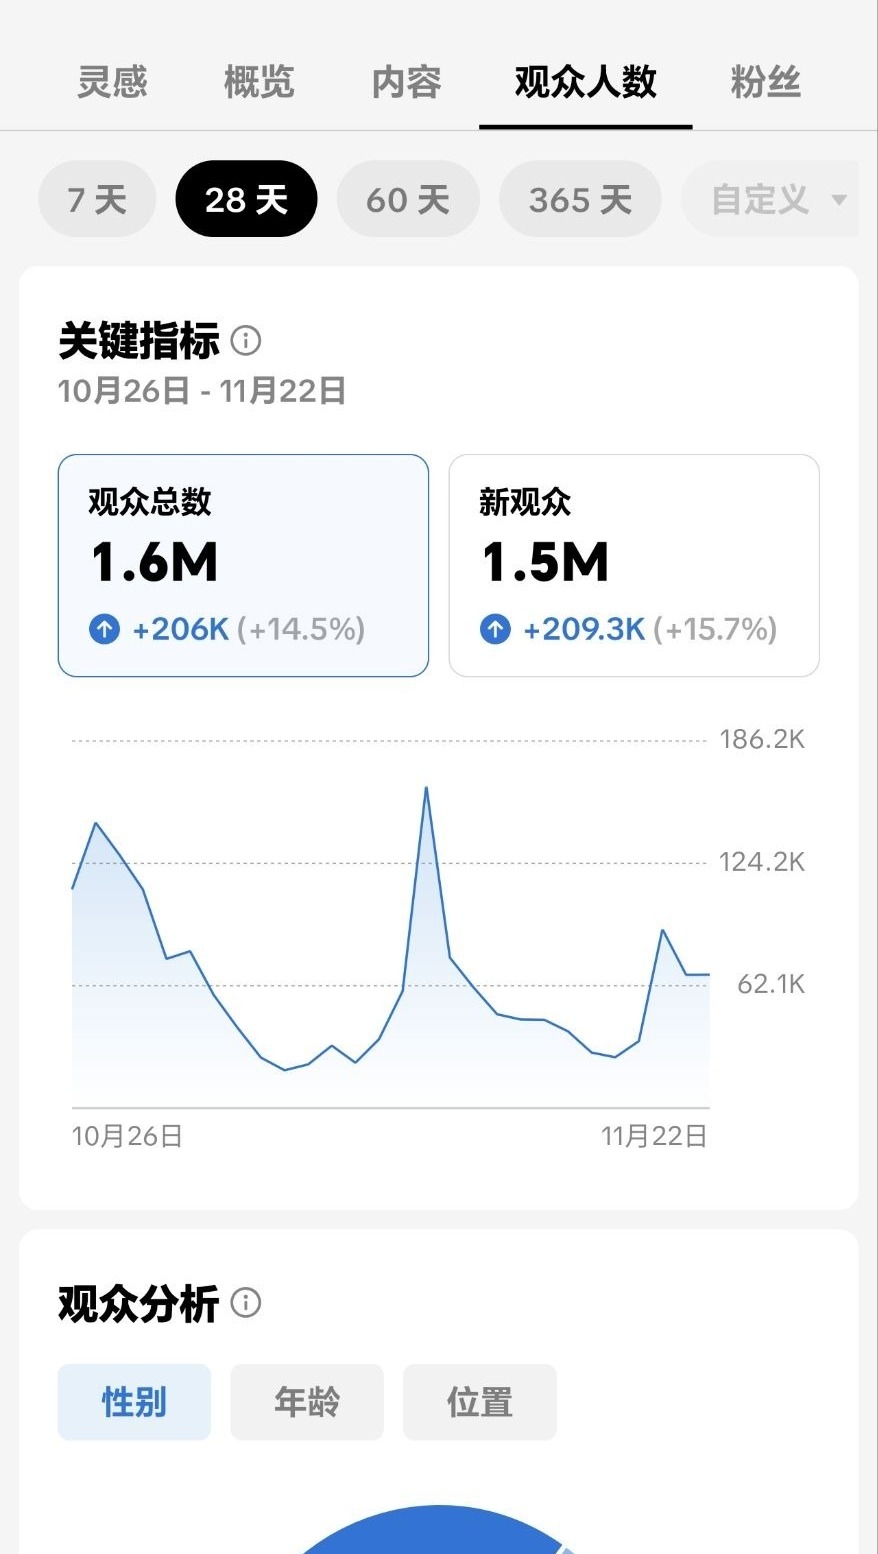 灵感 概览 内容 观众人数 粉丝
7 天 28 天 60 天 365 天 自定义
关键指标
10月26日 - 11月22日
观众总数 新观众
1.6M 1.5M
+206K (+14.5%) +209.3K (+15.7%)
186.2K
124.2K
62.1K
10月26日 11月22日
观众分析
性别 年龄 位置